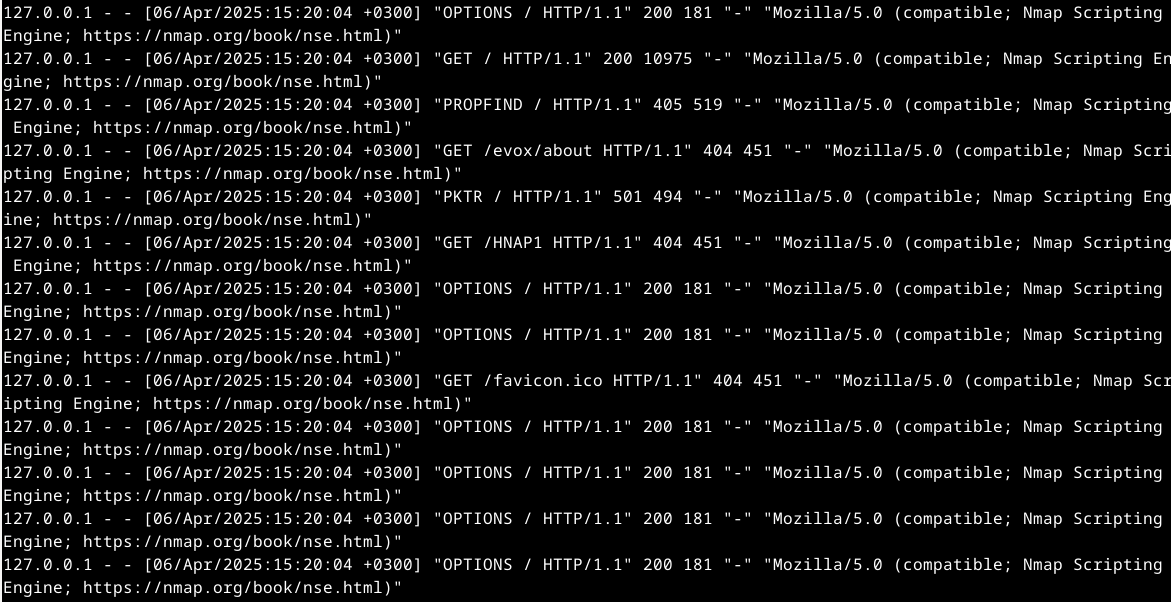 127.0.0.1 - - [06/Apr/2025:15:20:04 +0300] "OPTIONS / HTTP/1.1" 200 181 "-" "Mozilla/5.0 (compatible; Nmap Scripting
Engine; https://nmap.org/book/nse.html)"
127.0.0.1 - - [06/Apr/2025:15:20:04 +0300] "GET / HTTP/1.1" 200 10975 "-" "Mozilla/5.0 (compatible; Nmap Scripting En
gine; https://nmap.org/book/nse.html)"
127.0.0.1 - - [06/Apr/2025:15:20:04 +0300] "PROPFIND / HTTP/1.1" 405 519 "-" "Mozilla/5.0 (compatible; Nmap Scripting
 Engine; https://nmap.org/book/nse.html)"
127.0.0.1 - - [06/Apr/2025:15:20:04 +0300] "GET /evox/about HTTP/1.1" 404 451 "-" "Mozilla/5.0 (compatible; Nmap Scri
pting Engine; https://nmap.org/book/nse.html)"
127.0.0.1 - - [06/Apr/2025:15:20:04 +0300] "PKTR / HTTP/1.1" 501 494 "-" "Mozilla/5.0 (compatible; Nmap Scripting Eng
ine; https://nmap.org/book/nse.html)"
127.0.0.1 - - [06/Apr/2025:15:20:04 +0300] "GET /HNAP1 HTTP/1.1" 404 451 "-" "Mozilla/5.0 (compatible; Nmap Scripting
 Engine; https://nmap.org/book/nse.html)"
127.0.0.1 - - [06/Apr/2025:15:20:04 +0300] "OPTIONS / HTTP/1.1" 200 181 "-" "Mozilla/5.0 (compatible; Nmap Scripting
Engine; https://nmap.org/book/nse.html)"
127.0.0.1 - - [06/Apr/2025:15:20:04 +0300] "OPTIONS / HTTP/1.1" 200 181 "-" "Mozilla/5.0 (compatible; Nmap Scripting
Engine; https://nmap.org/book/nse.html)"
127.0.0.1 - - [06/Apr/2025:15:20:04 +0300] "GET /favicon.ico HTTP/1.1" 404 451 "-" "Mozilla/5.0 (compatible; Nmap Scr
ipting Engine; https://nmap.org/book/nse.html)"
127.0.0.1 - - [06/Apr/2025:15:20:04 +0300] "OPTIONS / HTTP/1.1" 200 181 "-" "Mozilla/5.0 (compatible; Nmap Scripting
Engine; https://nmap.org/book/nse.html)"
127.0.0.1 - - [06/Apr/2025:15:20:04 +0300] "OPTIONS / HTTP/1.1" 200 181 "-" "Mozilla/5.0 (compatible; Nmap Scripting
Engine; https://nmap.org/book/nse.html)"
127.0.0.1 - - [06/Apr/2025:15:20:04 +0300] "OPTIONS / HTTP/1.1" 200 181 "-" "Mozilla/5.0 (compatible; Nmap Scripting
Engine; https://nmap.org/book/nse.html)"
127.0.0.1 - - [06/Apr/2025:15:20:04 +0300] "OPTIONS / HTTP/1.1" 200 181 "-" "Mozilla/5.0 (compatible; Nmap Scripting
Engine; https://nmap.org/book/nse.html)"